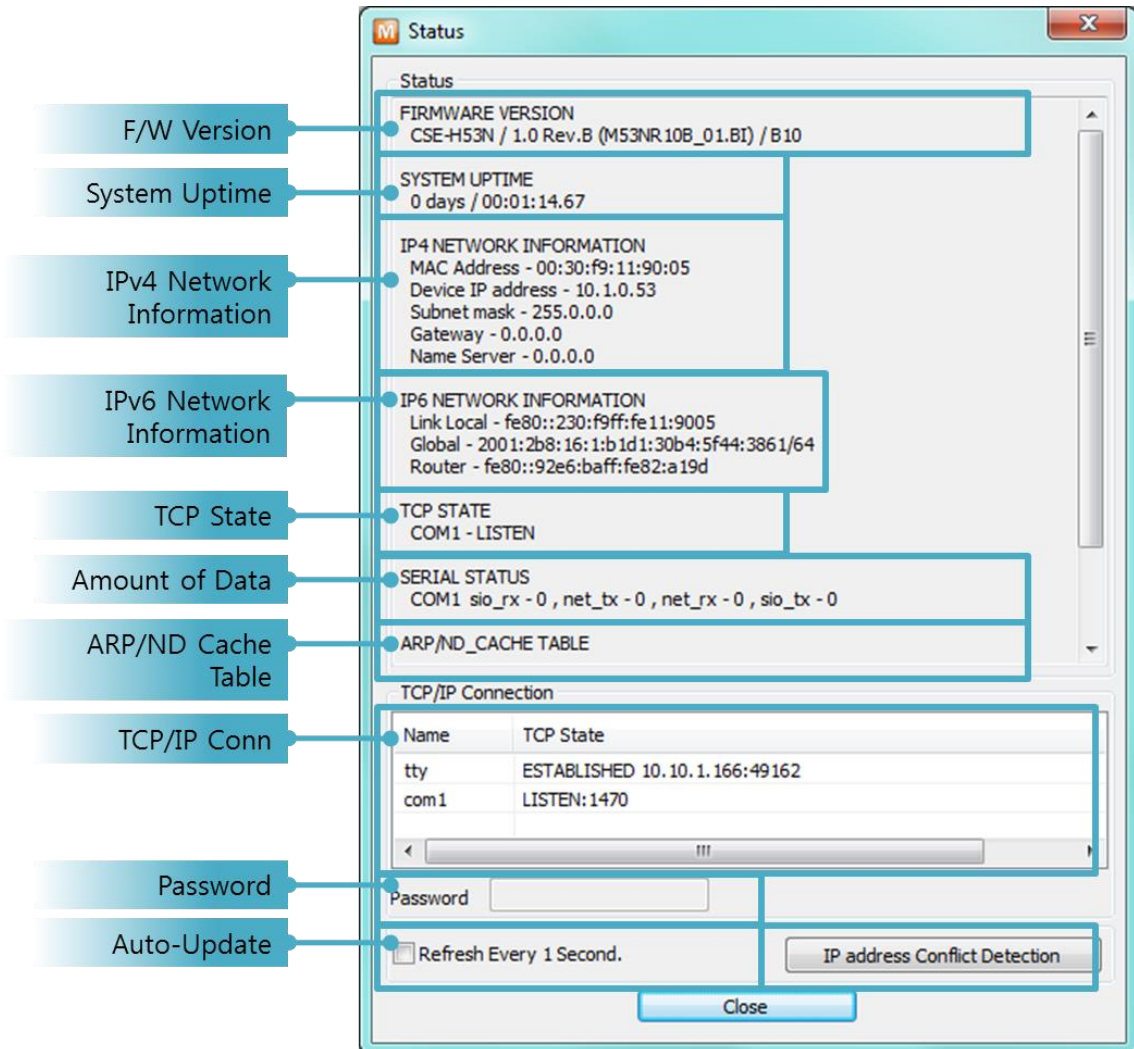 Status
Status
F/W Version
FIRMWARE VERSION
CSE-H53N / 1.0 Rev.B (M53NR10B_01.BI) / B10
System Uptime
SYSTEM UPTIME
0 days / 00:01:14.67
IPv4 Network
Information
IP4 NETWORK INFORMATION
MAC Address - 00:30:f9:11:90:05
Device IP address - 10.1.0.53
Subnet mask - 255.0.0.0
Gateway - 0.0.0.0
Name Server - 0.0.0.0
IPv6 Network
Information
IP6 NETWORK INFORMATION
Link Local - fe80::230:f9ff:fe11:9005
Global - 2001:2b8:16:1:b1d1:30b4:5f44:3861/64
Router - fe80::92e6:baff:fe82:a19d
TCP State
TCP STATE
COM1 - LISTEN
Amount of Data
SERIAL STATUS
COM1 sio_rx - 0 , net_tx - 0 , net_rx - 0 , sio_tx - 0
ARP/ND Cache
Table
ARP/ND_CACHE TABLE
TCP/IP Connection
TCP/IP Conn
Name TCP State
tty ESTABLISHED 10.10.1.166:49162
com1 LISTEN:1470
Password
Password
Auto-Update
Refresh Every 1 Second.
IP address Conflict Detection
Close